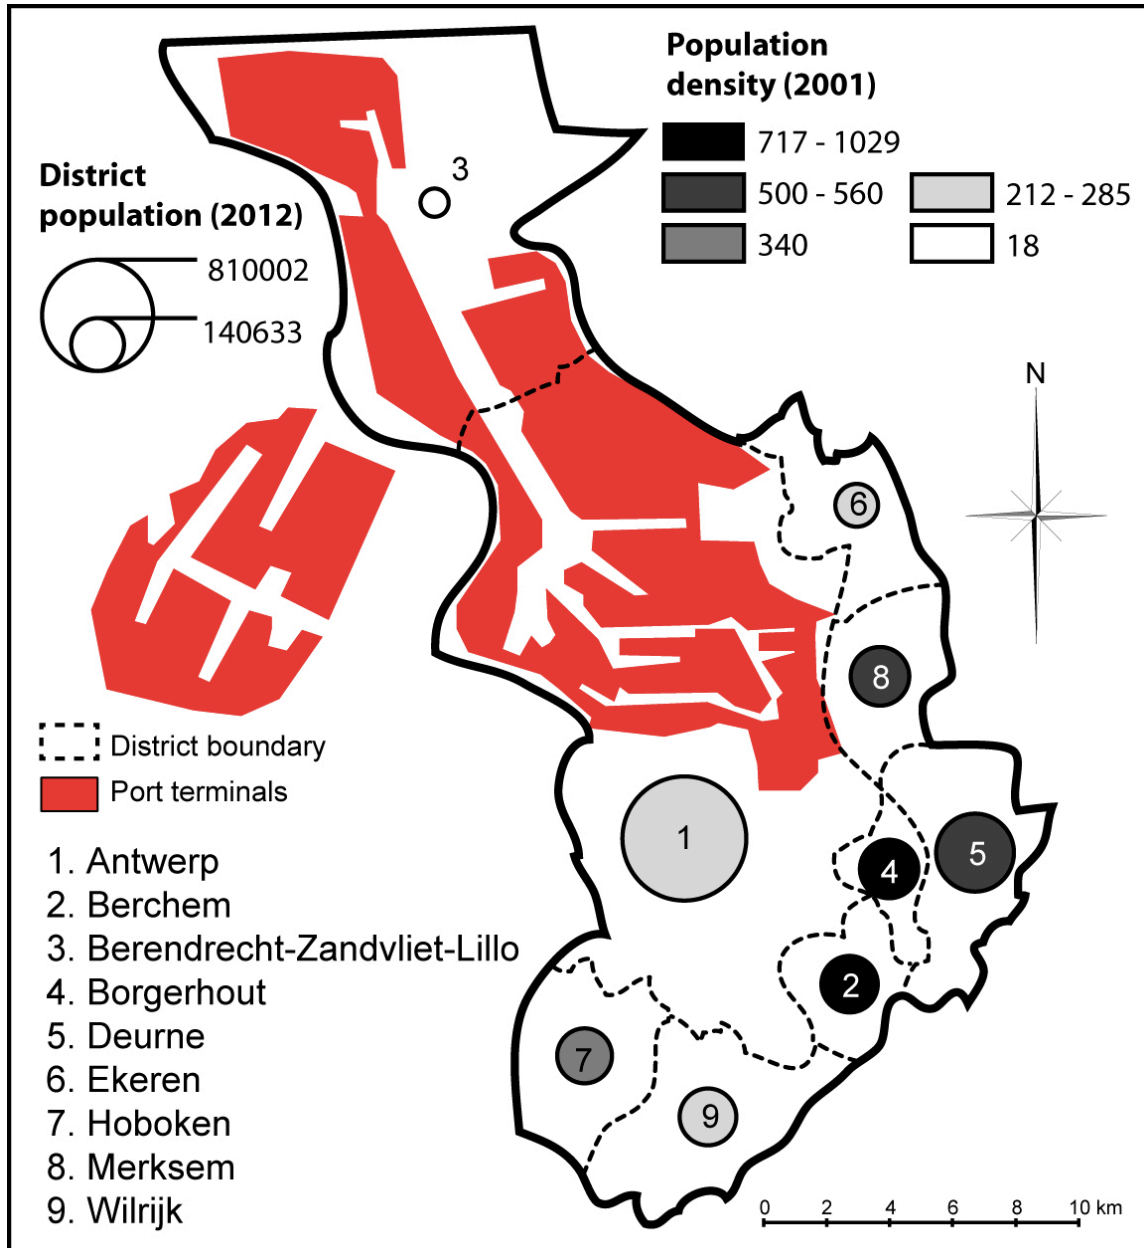 Population
density (2001)
717 - 1029
500 - 560
212 - 285
340
18
District
population (2012)
810002
140633
3
N
6
8
1
4
5
2
7
9
District boundary
Port terminals
1. Antwerp
2. Berchem
3. Berendrecht-Zandvliet-Lillo
4. Borgerhout
5. Deurne
6. Ekeren
7. Hoboken
8. Merksem
9. Wilrijk
0 2 4 6 8 10 km